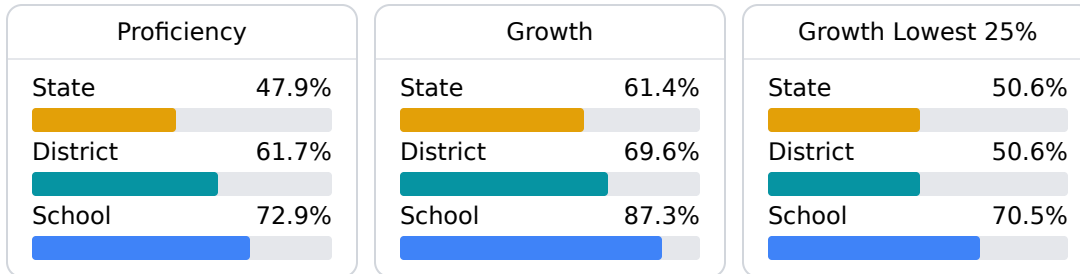 Proficiency
State 47.9%
District 61.7%
School 72.9%
Growth
State 61.4%
District 69.6%
School 87.3%
Growth Lowest 25%
State 50.6%
District 50.6%
School 70.5%